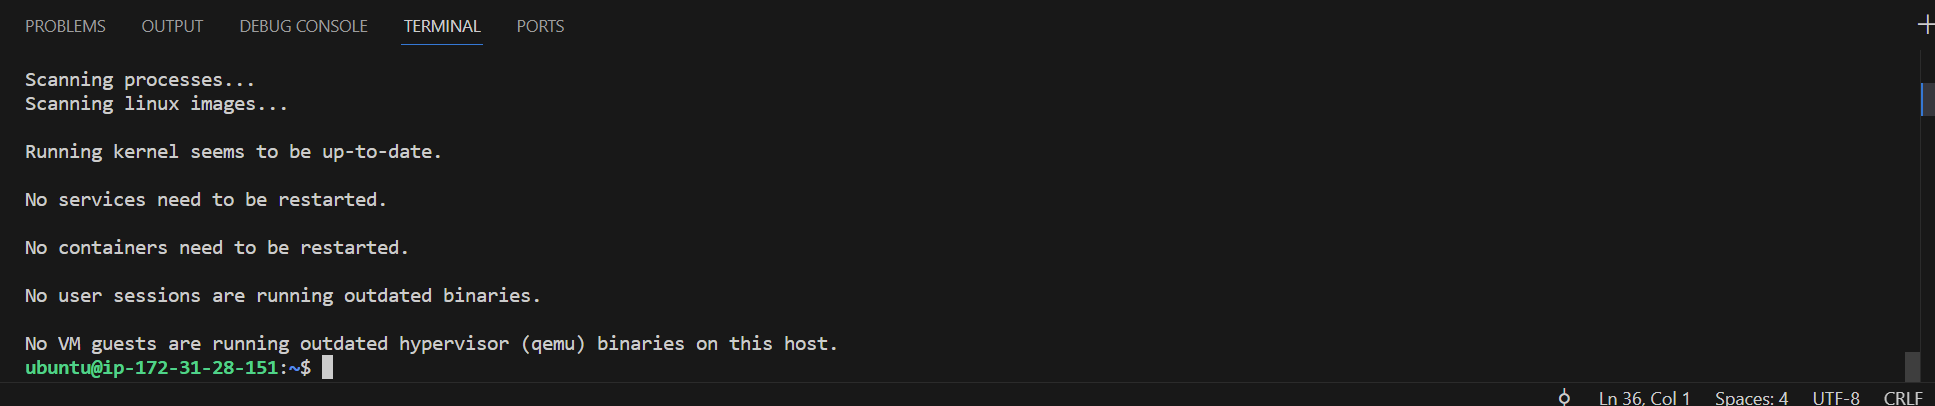 PROBLEMS OUTPUT DEBUG CONSOLE TERMINAL PORTS
Scanning processes...
Scanning linux images...
Running kernel seems to be up-to-date.
No services need to be restarted.
No containers need to be restarted.
No user sessions are running outdated binaries.
No VM guests are running outdated hypervisor (qemu) binaries on this host.
ubuntu@ip-172-31-28-151:~$
Ln 36, Col 1 Spaces: 4 UTF-8 CRLF